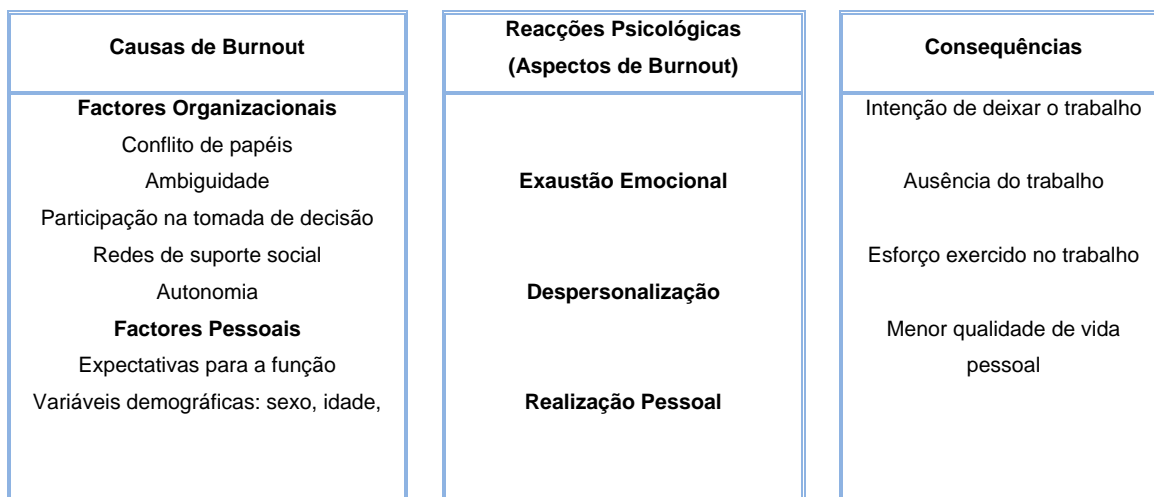 Causas de Burnout
Factores Organizacionais
Conflito de papéis
Ambiguidade
Participação na tomada de decisão
Redes de suporte social
Autonomia
Factores Pessoais
Expectativas para a função
Variáveis demográficas: sexo, idade,
Reacções Psicológicas
(Aspectos de Burnout)
Exaustão Emocional
Despersonalização
Realização Pessoal
Consequências
Intenção de deixar o trabalho
Ausência do trabalho
Esforço exercido no trabalho
Menor qualidade de vida
pessoal